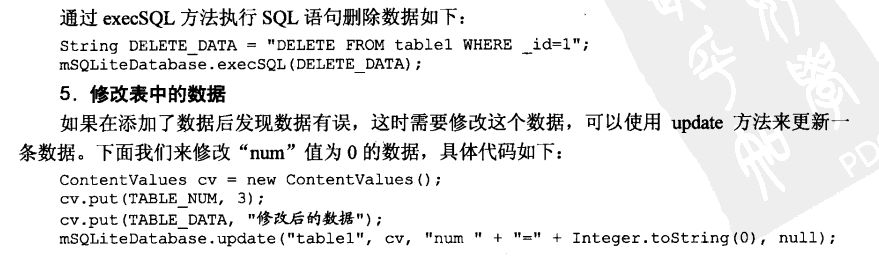 通过 execSQL 方法执行 SQL 语句删除数据如下：
String DELETE_DATA = "DELETE FROM table1 WHERE _id=1";
mSQLiteDatabase.execSQL(DELETE_DATA);
5．修改表中的数据
如果在添加了数据后发现数据有误，这时需要修改这个数据，可以使用 update 方法来更新一
条数据。下面我们来修改“num”值为 0 的数据，具体代码如下：
ContentValues cv = new ContentValues();
cv.put(TABLE_NUM, 3);
cv.put(TABLE_DATA, "修改后的数据");
mSQLiteDatabase.update("table1", cv, "num " + "=" + Integer.toString(0), null);